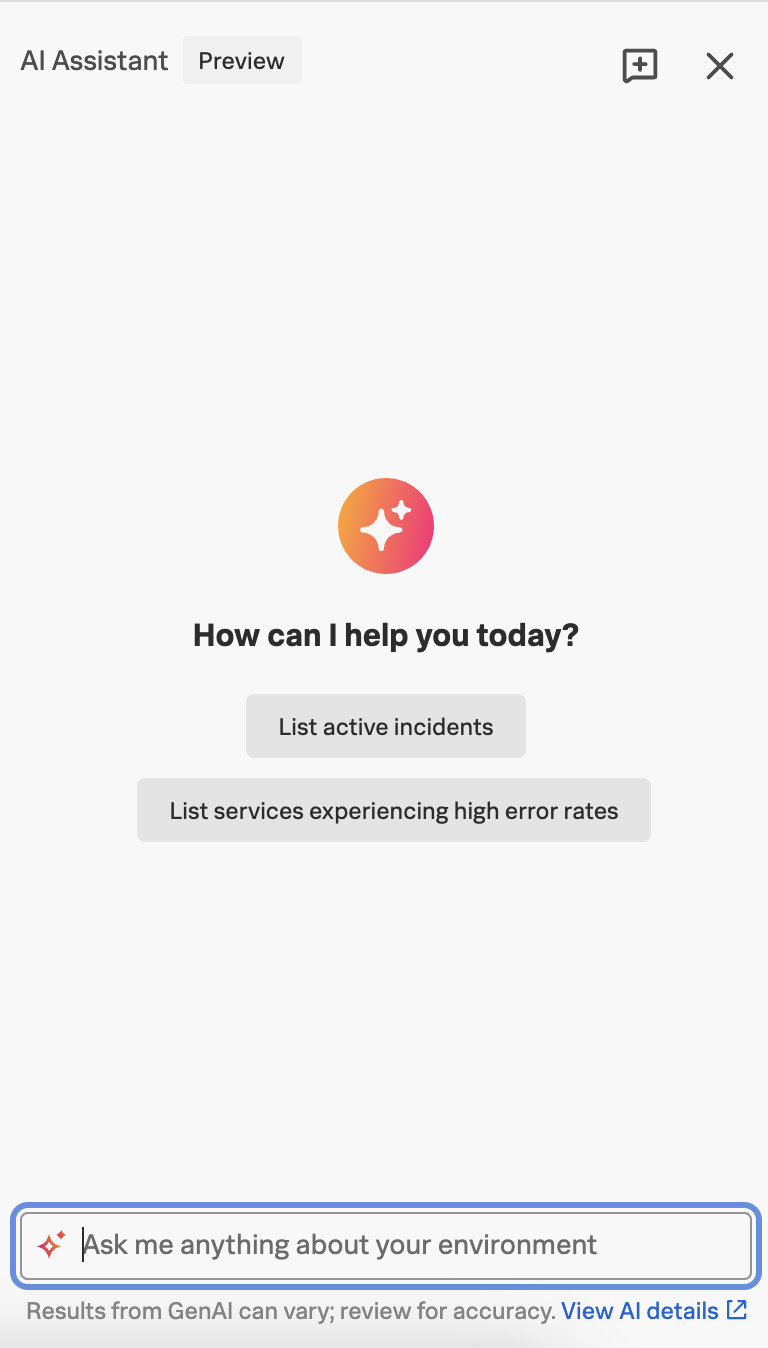 AI Assistant Preview
How can I help you today?
List active incidents
List services experiencing high error rates
Ask me anything about your environment
Results from GenAI can vary; review for accuracy. View AI details